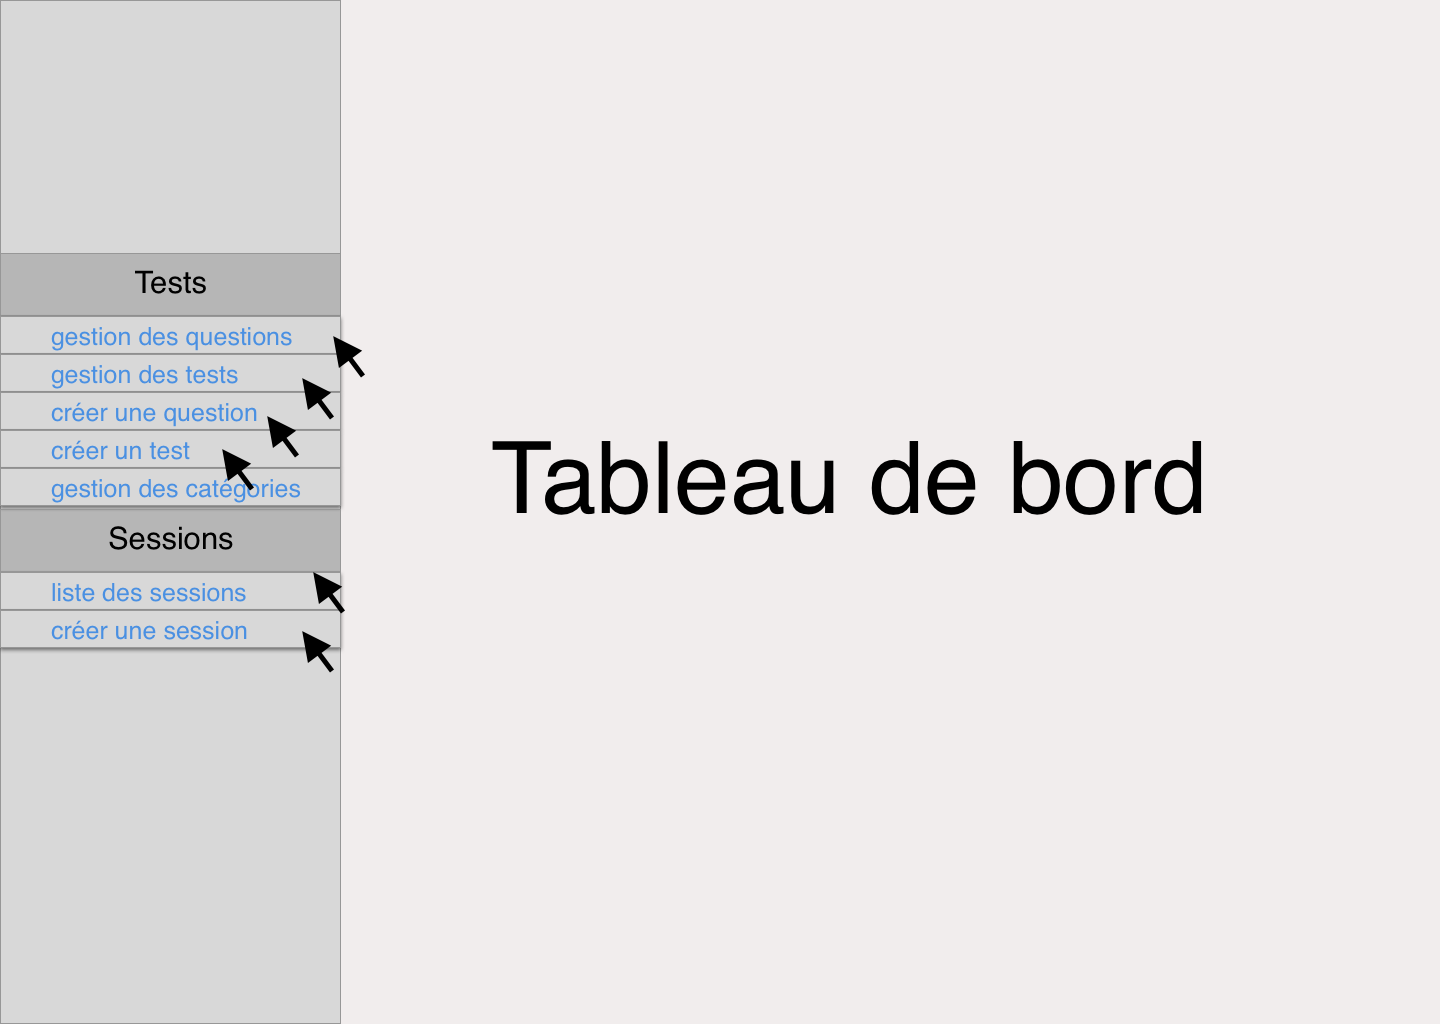 Tests
gestion des questions
gestion des tests
créer une question
créer un test
gestion des catégories
Sessions
liste des sessions
créer une session
Tableau de bord